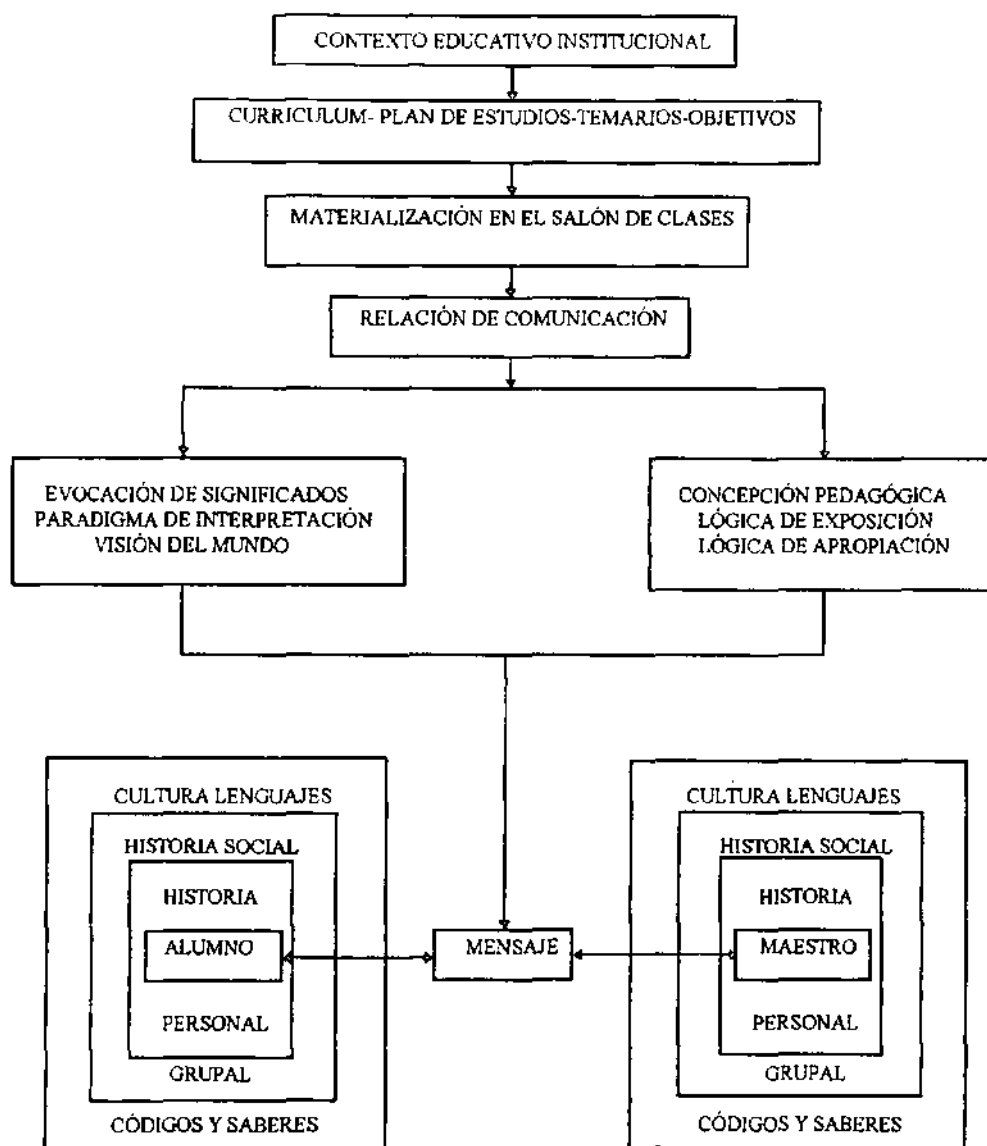 CONTEXTO EDUCATIVO INSTITUCIONAL
CURRICULUM- PLAN DE ESTUDIOS-TEMARIOS-OBJETIVOS
MATERIALIZACIÓN EN EL SALÓN DE CLASES
RELACIÓN DE COMUNICACIÓN
EVOCACIÓN DE SIGNIFICADOS
PARADIGMA DE INTERPRETACIÓN
VISIÓN DEL MUNDO
CONCEPCIÓN PEDAGÓGICA
LÓGICA DE EXPOSICIÓN
LÓGICA DE APROPIACIÓN
CULTURA LENGUAJES
HISTORIA SOCIAL
HISTORIA
ALUMNO
PERSONAL
GRUPAL
CÓDIGOS Y SABERES
MENSAJE
CULTURA LENGUAJES
HISTORIA SOCIAL
HISTORIA
MAESTRO
PERSONAL
GRUPAL
CÓDIGOS Y SABERES